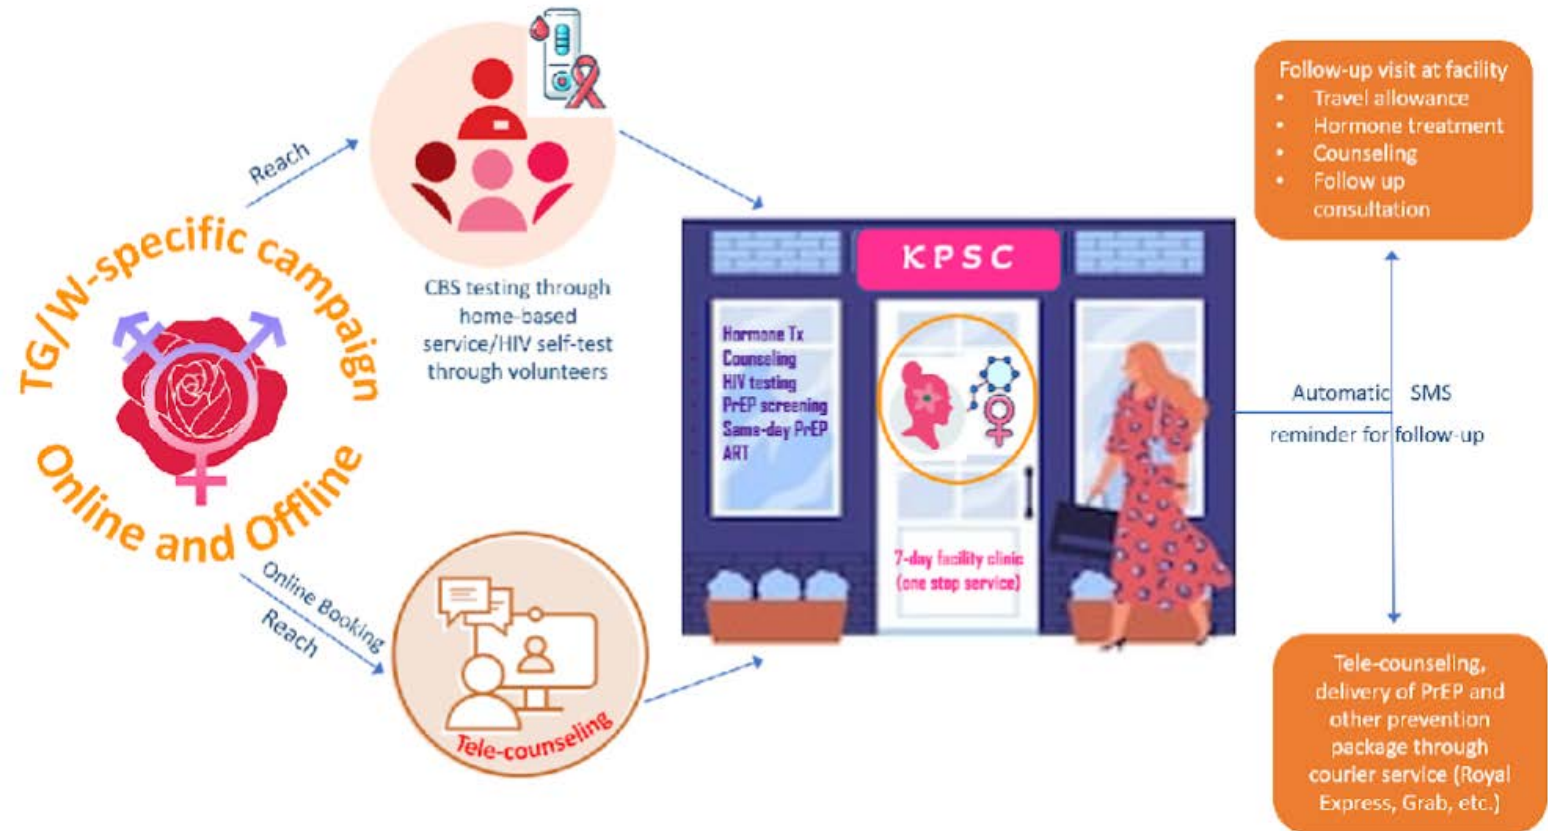 TG/W-specific campaign
Online and Offline
Reach
CBS testing through
home-based
service/HIV self-test
through volunteers
Online Booking
Reach
Tele-counseling
KPSC
Hormone Tx
Counseling
HIV testing
PrEP screening
Same-day PrEP
ART
7-day facility clinic
(one stop service)
Automatic SMS
reminder for follow-up
Follow-up visit at facility
• Travel allowance
• Hormone treatment
• Counseling
• Follow up
consultation
Tele-counseling,
delivery of PrEP and
other prevention
package through
courier service (Royal
Express, Grab, etc.)